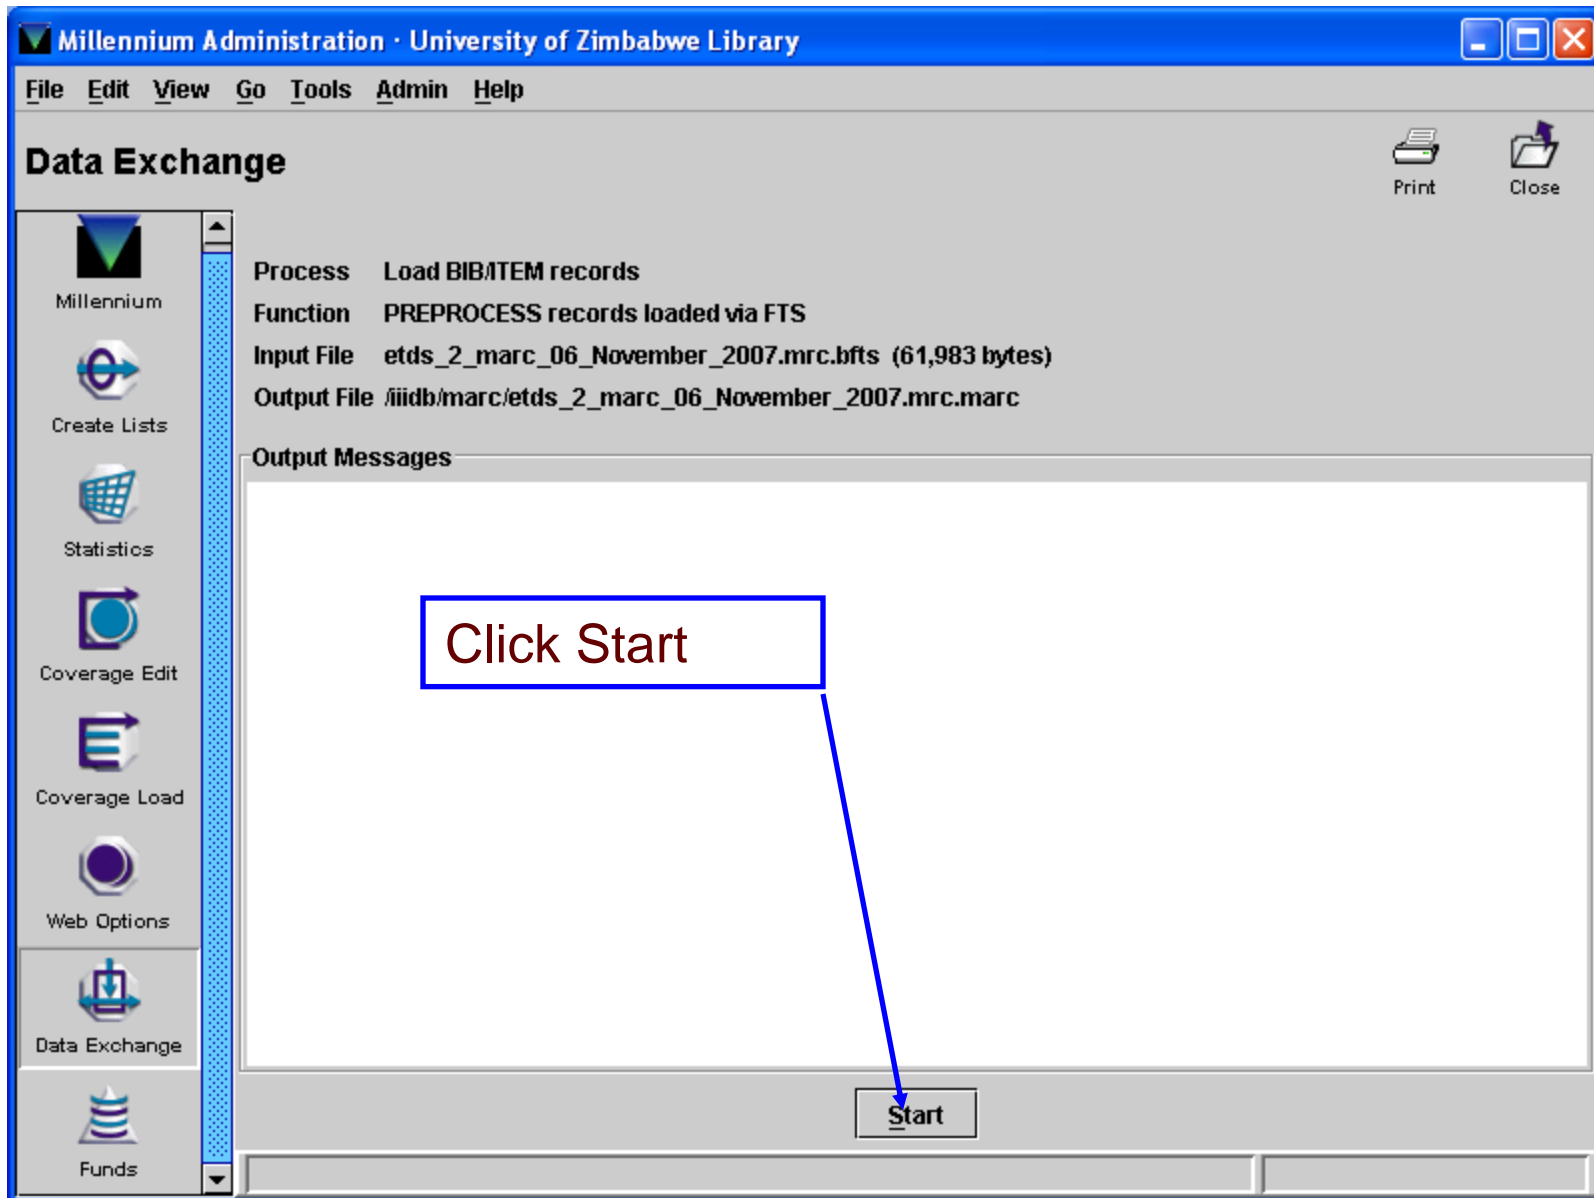 Millennium Administration · University of Zimbabwe Library
File Edit View Go Tools Admin Help
Data Exchange
Print Close
Millennium
Create Lists
Statistics
Coverage Edit
Coverage Load
Web Options
Data Exchange
Funds
Process Load BIB/ITEM records
Function PREPROCESS records loaded via FTS
Input File etds_2_marc_06_November_2007.mrc.bfts (61,983 bytes)
Output File /iiidb/marc/etds_2_marc_06_November_2007.mrc.marc
Output Messages
Click Start
Start